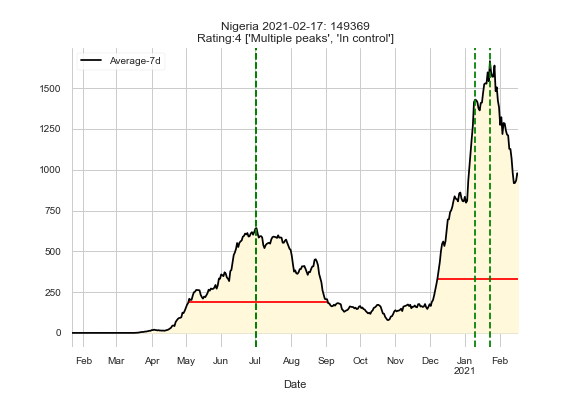 Nigeria 2021-02-17: 149369
Rating:4 ['Multiple peaks', 'In control']
Average-7d
1500
1250
1000
750
500
250
0
Feb Mar Apr May Jun Jul Aug Sep Oct Nov Dec Jan Feb
2021
Date